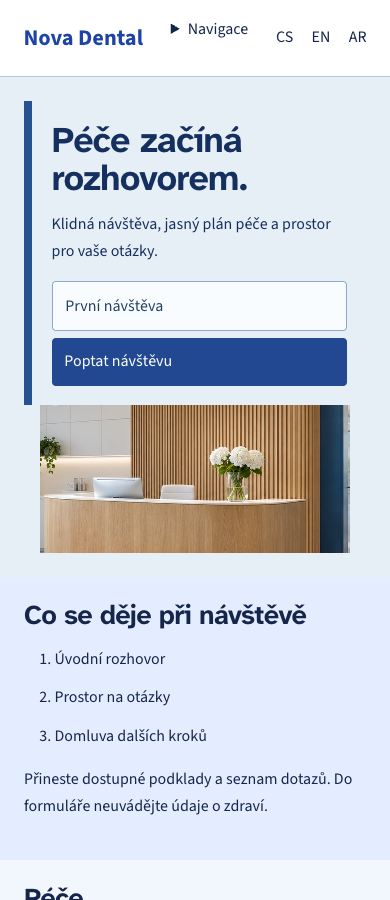 Nova Dental
Navigace
CS EN AR
Péče začíná
rozhovorem.
Klidná návštěva, jasný plán péče a prostor
pro vaše otázky.
První návštěva
Poptat návštěvu
Co se děje při návštěvě
1. Úvodní rozhovor
2. Prostor na otázky
3. Domluva dalších kroků
Přineste dostupné podklady a seznam dotazů. Do
formuláře neuvádějte údaje o zdraví.
Péče